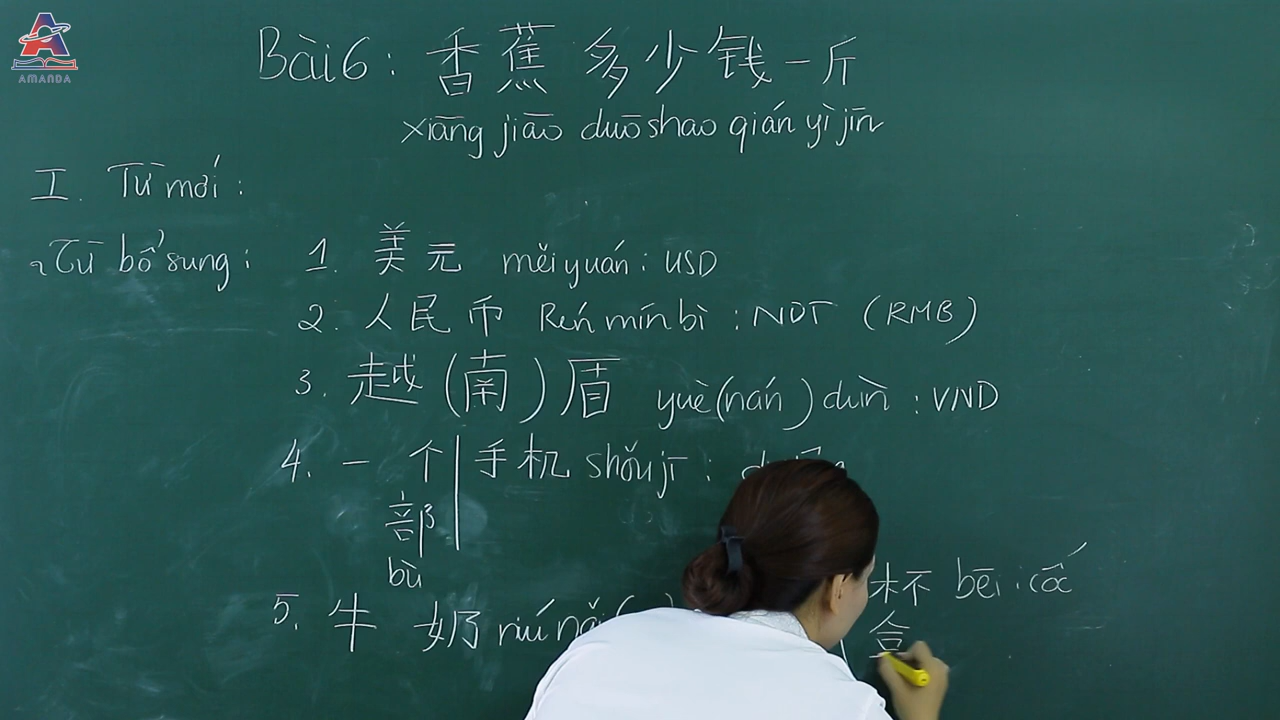 AMANDA
Bài 6: 香蕉多少钱一斤
xiāng jiāo duō shao qián yì jīn
I. Từ mới:
Từ bổ sung: 1. 美元 měi yuán: USD
2. 人民币 Rén mín bì: NDT (RMB)
3. 越(南)盾 yuè(nán) dùn: VND
4. 一个 手机 shǒu jī:
部
bù
杯 bēi: cốc
5. 牛奶 niú nǎi
盒